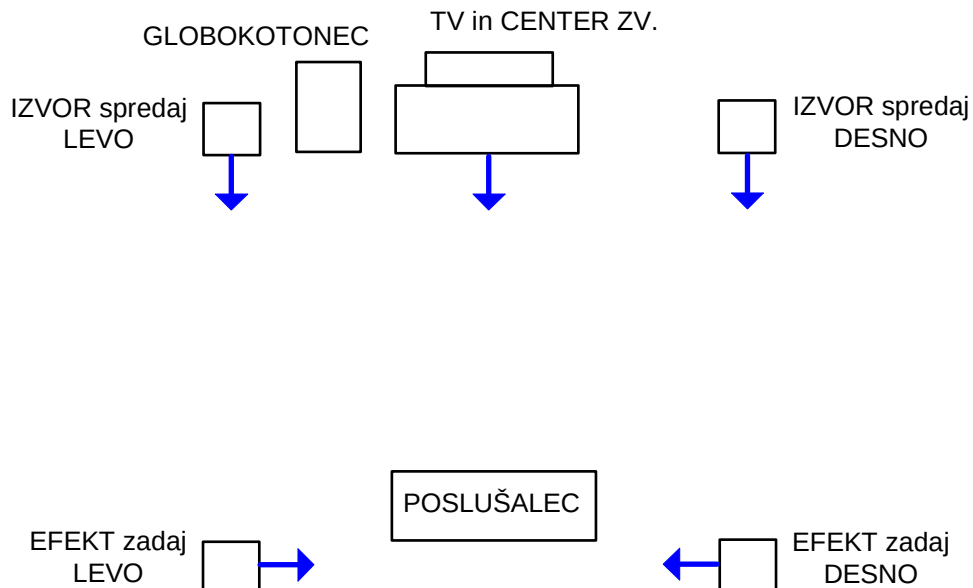 TV in CENTER ZV.
GLOBOKOTONEC
IZVOR spredaj
LEVO
IZVOR spredaj
DESNO
POSLUŠALEC
EFEKT zadaj
LEVO
EFEKT zadaj
DESNO